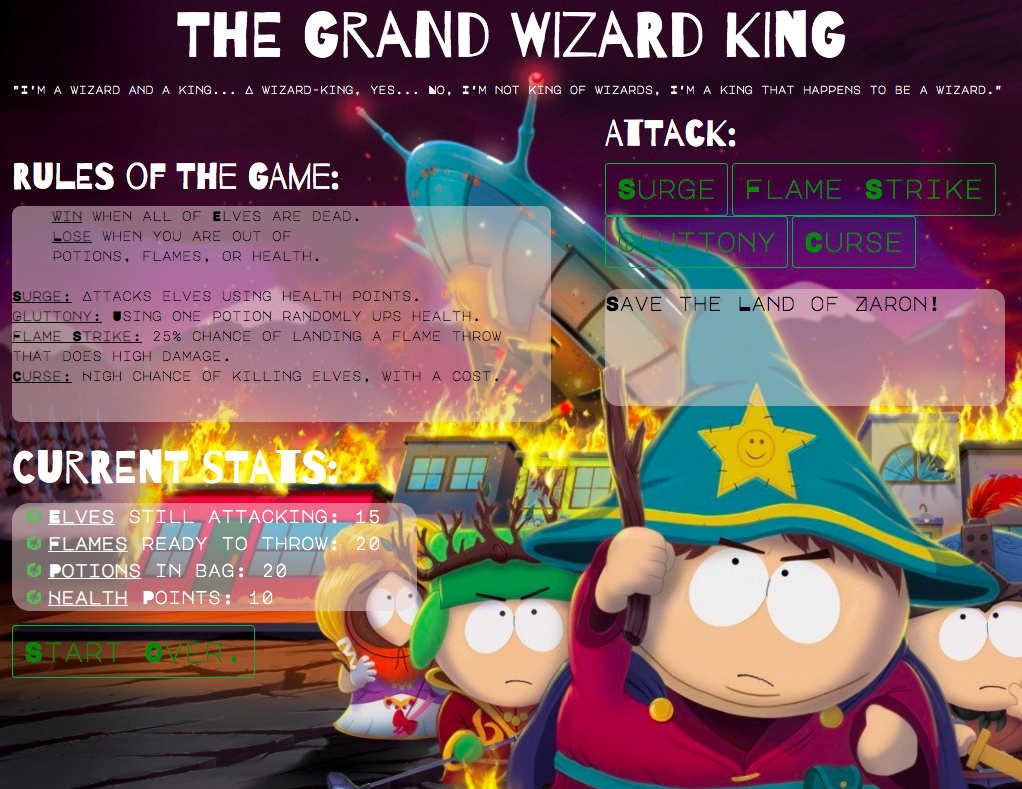 The Grand Wizard King
"I'm a wizard and a king... A wizard-king, yes... No, I'm not king of wizards, I'm a king that happens to be a wizard."
Attack:
Surge
Flame Strike
Gluttony
Curse
Save the Land of Zaron!
Rules of the Game:
Win when all of Elves are dead.
Lose when you are out of
potions, flames, or health.
Surge: Attacks elves using health points.
Gluttony: Using one potion randomly ups health.
Flame Strike: 25% chance of landing a flame throw
that does high damage.
Curse: High chance of killing elves, with a cost.
Current Stats:
Elves still attacking: 15
Flames ready to throw: 20
Potions in bag: 20
Health Points: 10
Start Over.